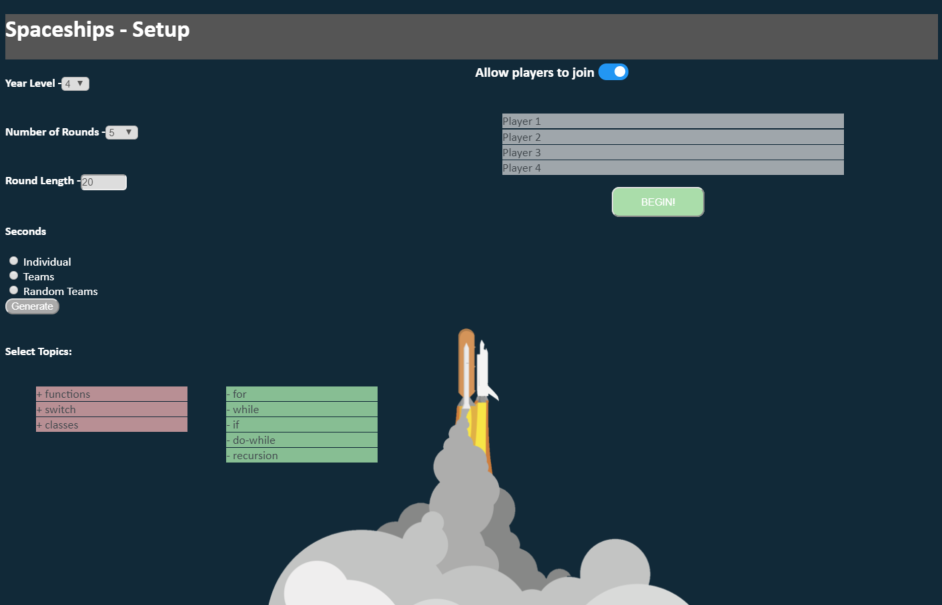 Spaceships - Setup
Year Level - 4
Allow players to join
Player 1
Player 2
Player 3
Player 4
BEGIN!
Number of Rounds - 5
Round Length - 20
Seconds
Individual
Teams
Random Teams
Generate
Select Topics:
+ functions
+ switch
+ classes
- for
- while
- if
- do-while
- recursion